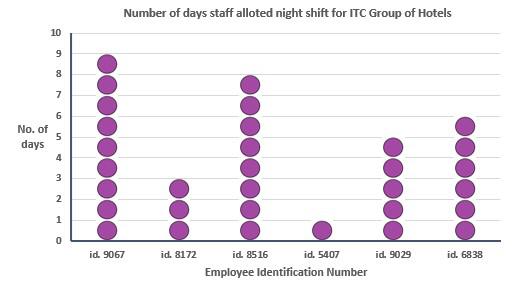 Number of days staff alloted night shift for ITC Group of Hotels
10
9
8
7
6
5
4
3
2
1
0
No. of
days
id. 9067 id. 8172 id. 8516 id. 5407 id. 9029 id. 6838
Employee Identification Number